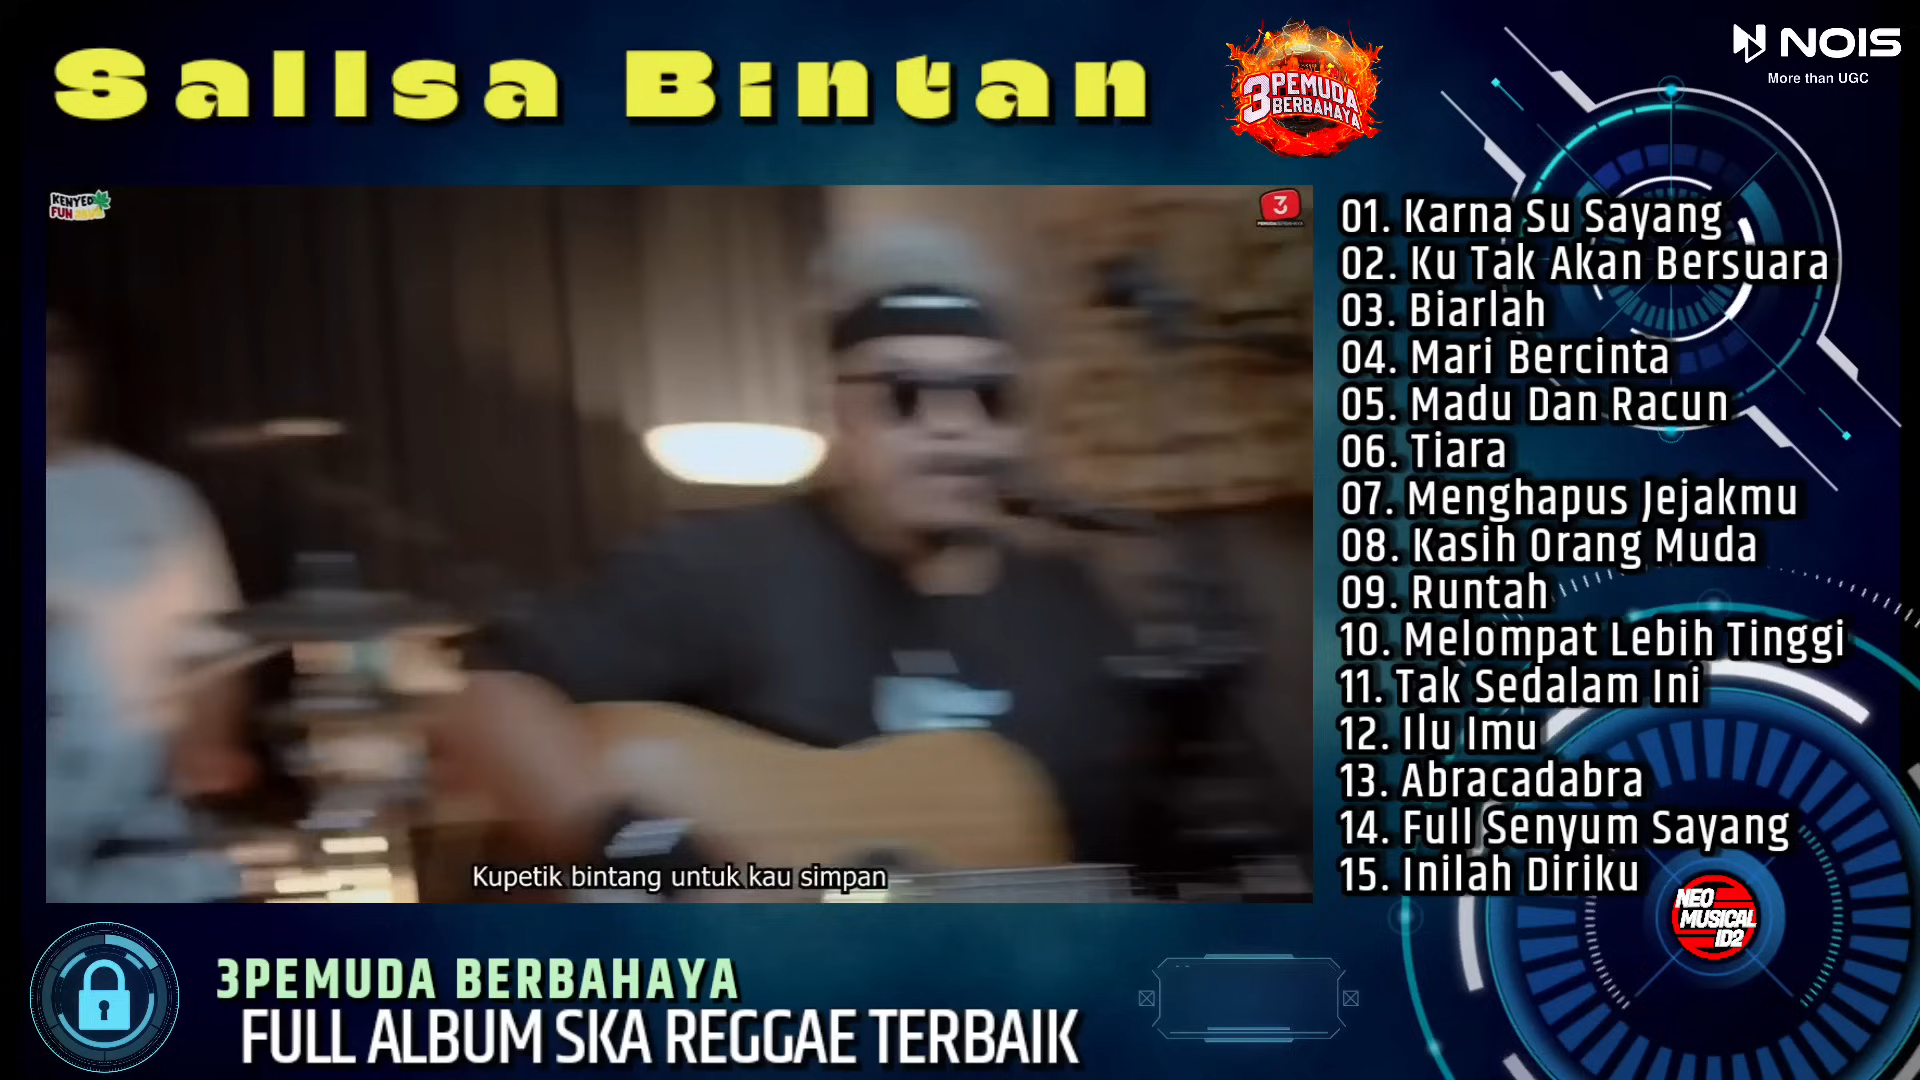 Sallsa Bintan
3PEMUDA
BERBAHAYA
NOIS
More than UGC
KENYED
FUN
3
01. Karna Su Sayang
02. Ku Tak Akan Bersuara
03. Biarlah
04. Mari Bercinta
05. Madu Dan Racun
06. Tiara
07. Menghapus Jejakmu
08. Kasih Orang Muda
09. Runtah
10. Melompat Lebih Tinggi
11. Tak Sedalam Ini
12. Ilu Imu
13. Abracadabra
14. Full Senyum Sayang
15. Inilah Diriku
Kupetik bintang untuk kau simpan
NEO
MUSICAL
ID2
3PEMUDA BERBAHAYA
FULL ALBUM SKA REGGAE TERBAIK